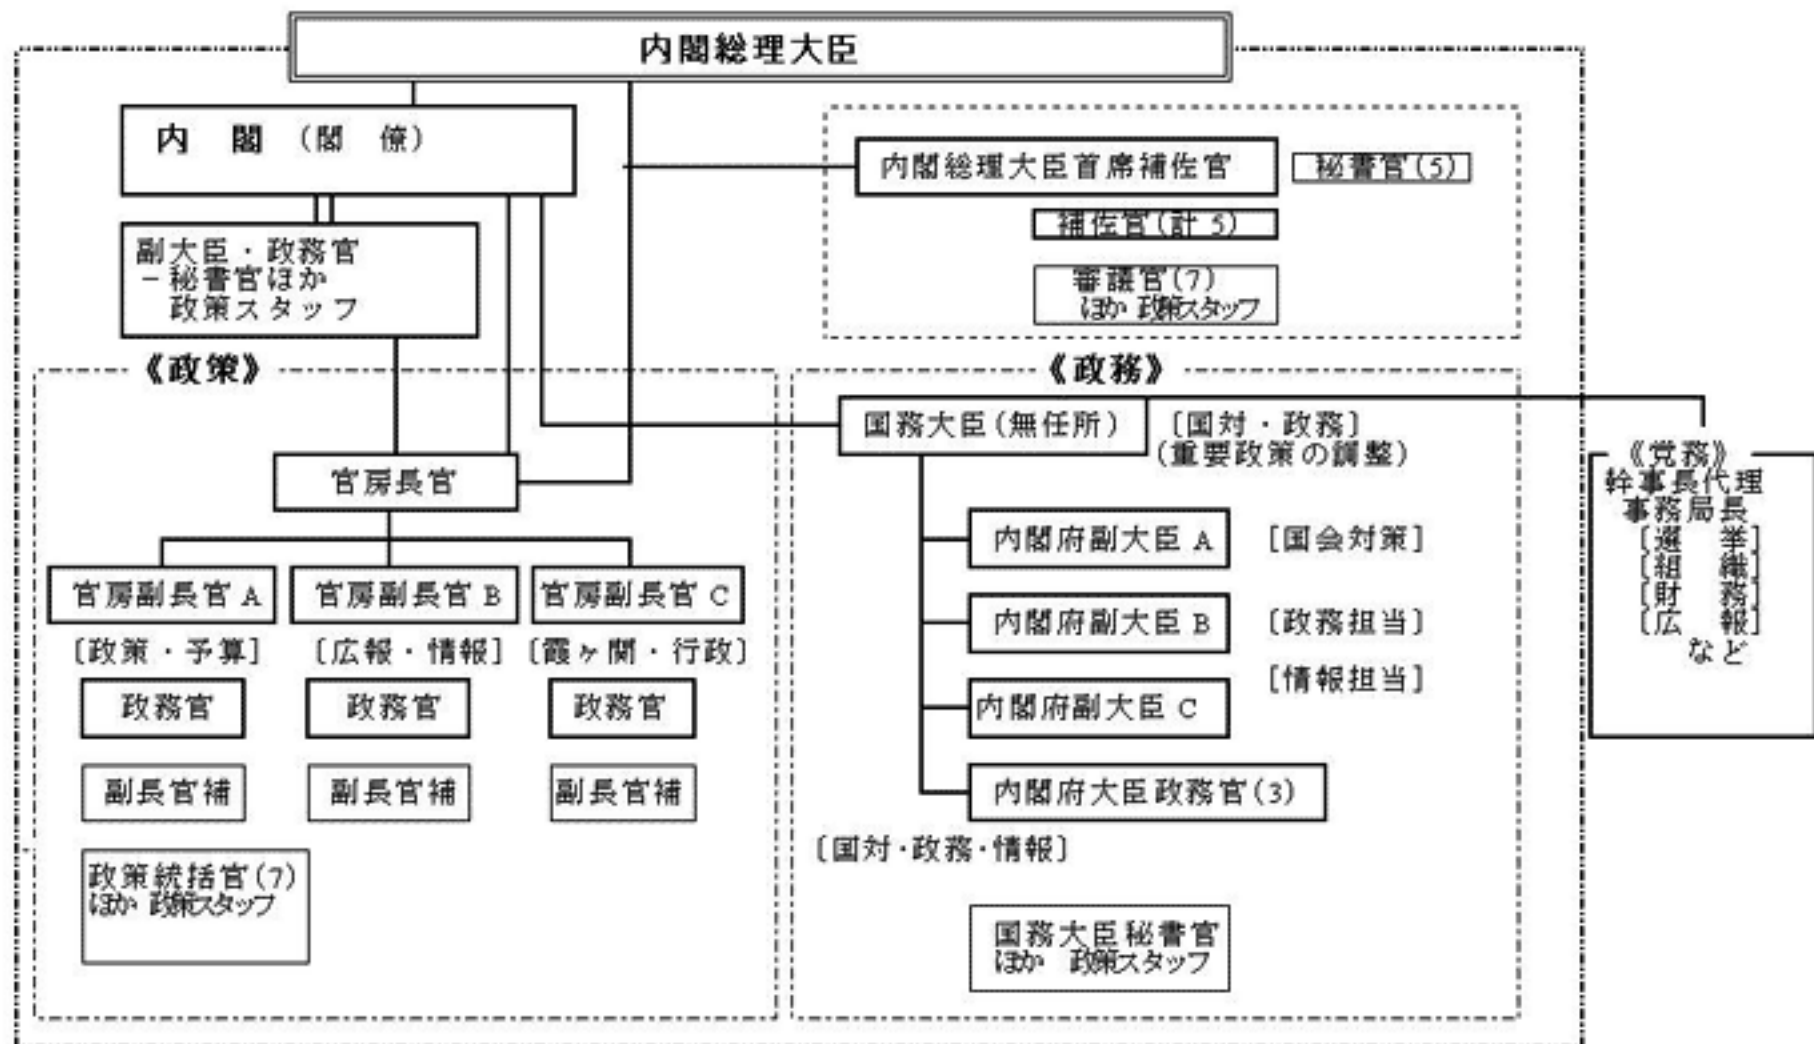 内閣総理大臣
内 閣 (閣 僚)
内閣総理大臣首席補佐官
秘書官(5)
補佐官(計 5)
審議官(7)
ほか 政策スタッフ
副大臣・政務官
－秘書官ほか
政策スタッフ
《政策》
官房長官
官房副長官 A
官房副長官 B
官房副長官 C
[政策・予算]
[広報・情報]
[霞ヶ関・行政]
政務官
政務官
政務官
副長官補
副長官補
副長官補
政策統括官(7)
ほか 政策スタッフ
《政務》
国務大臣(無任所)
[国対・政務]
(重要政策の調整)
内閣府副大臣 A
[国会対策]
内閣府副大臣 B
[政務担当]
[情報担当]
内閣府副大臣 C
内閣府大臣政務官(3)
[国対・政務・情報]
国務大臣秘書官
ほか 政策スタッフ
《党務》
幹事長代理
事務局長
[選 挙]
[組 織]
[財 務]
[広 報]
など